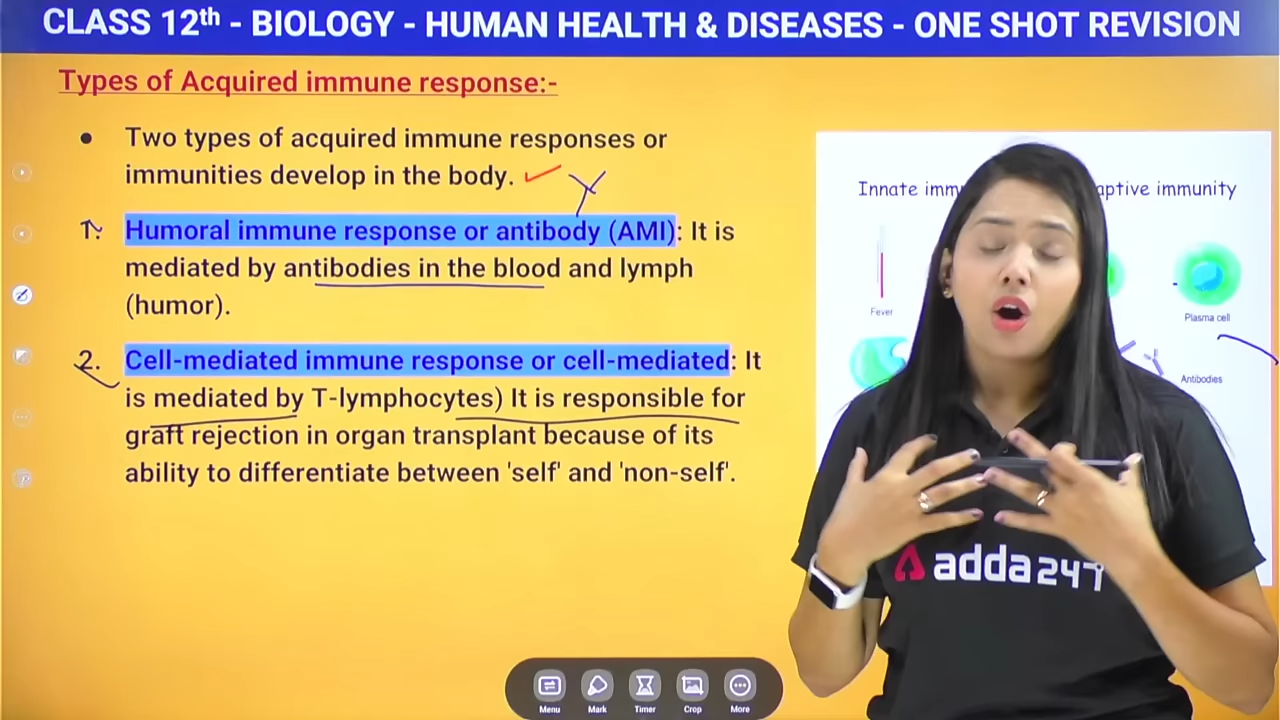 CLASS 12th - BIOLOGY - HUMAN HEALTH & DISEASES - ONE SHOT REVISION
Types of Acquired immune response:-
• Two types of acquired immune responses or
immunities develop in the body.
1. Humoral immune response or antibody (AMI): It is
mediated by antibodies in the blood and lymph
(humor).
2. Cell-mediated immune response or cell-mediated: It
is mediated by T-lymphocytes) It is responsible for
graft rejection in organ transplant because of its
ability to differentiate between 'self' and 'non-self'.
Innate immunity
Fever
Plasma cell
Antibodies
adda247
Menu Mark Timer Crop More